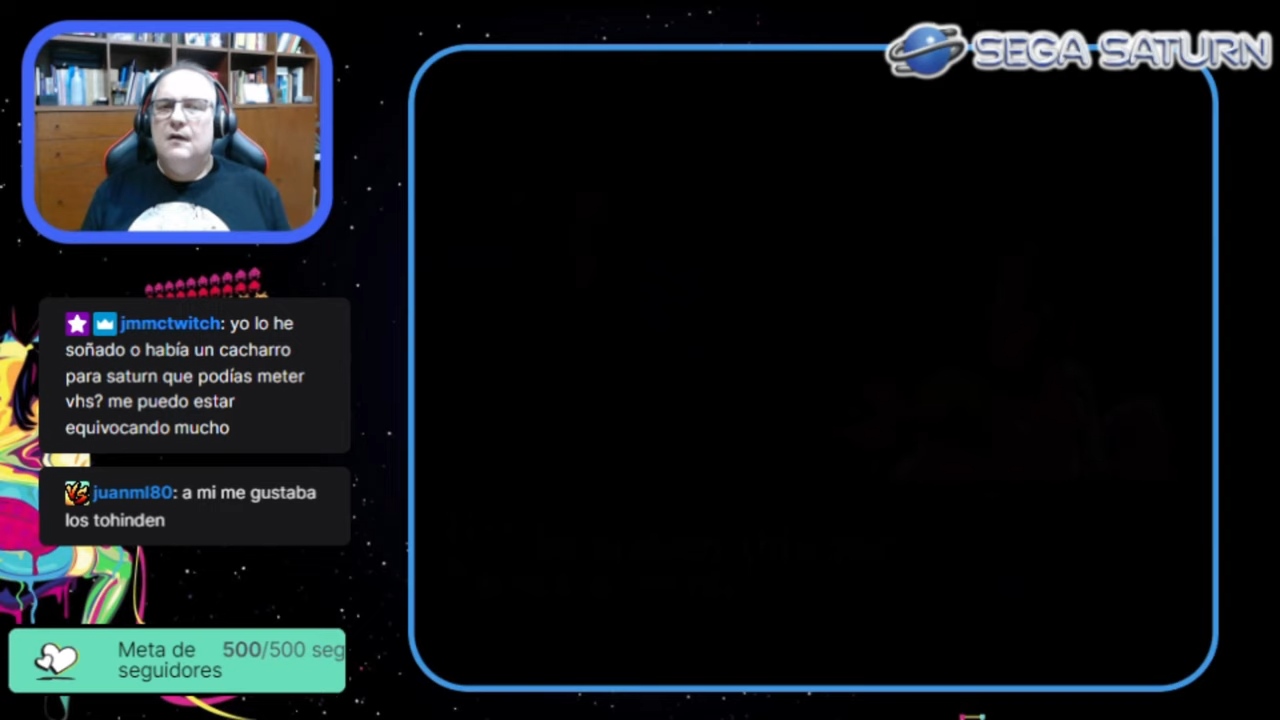 SEGA SATURN
jmmctwitch: yo lo he
soñado o había un cacharro
para saturn que podías meter
vhs? me puedo estar
equivocando mucho
juanml80: a mi me gustaba
los tohinden
Meta de
seguidores
500/500 seg